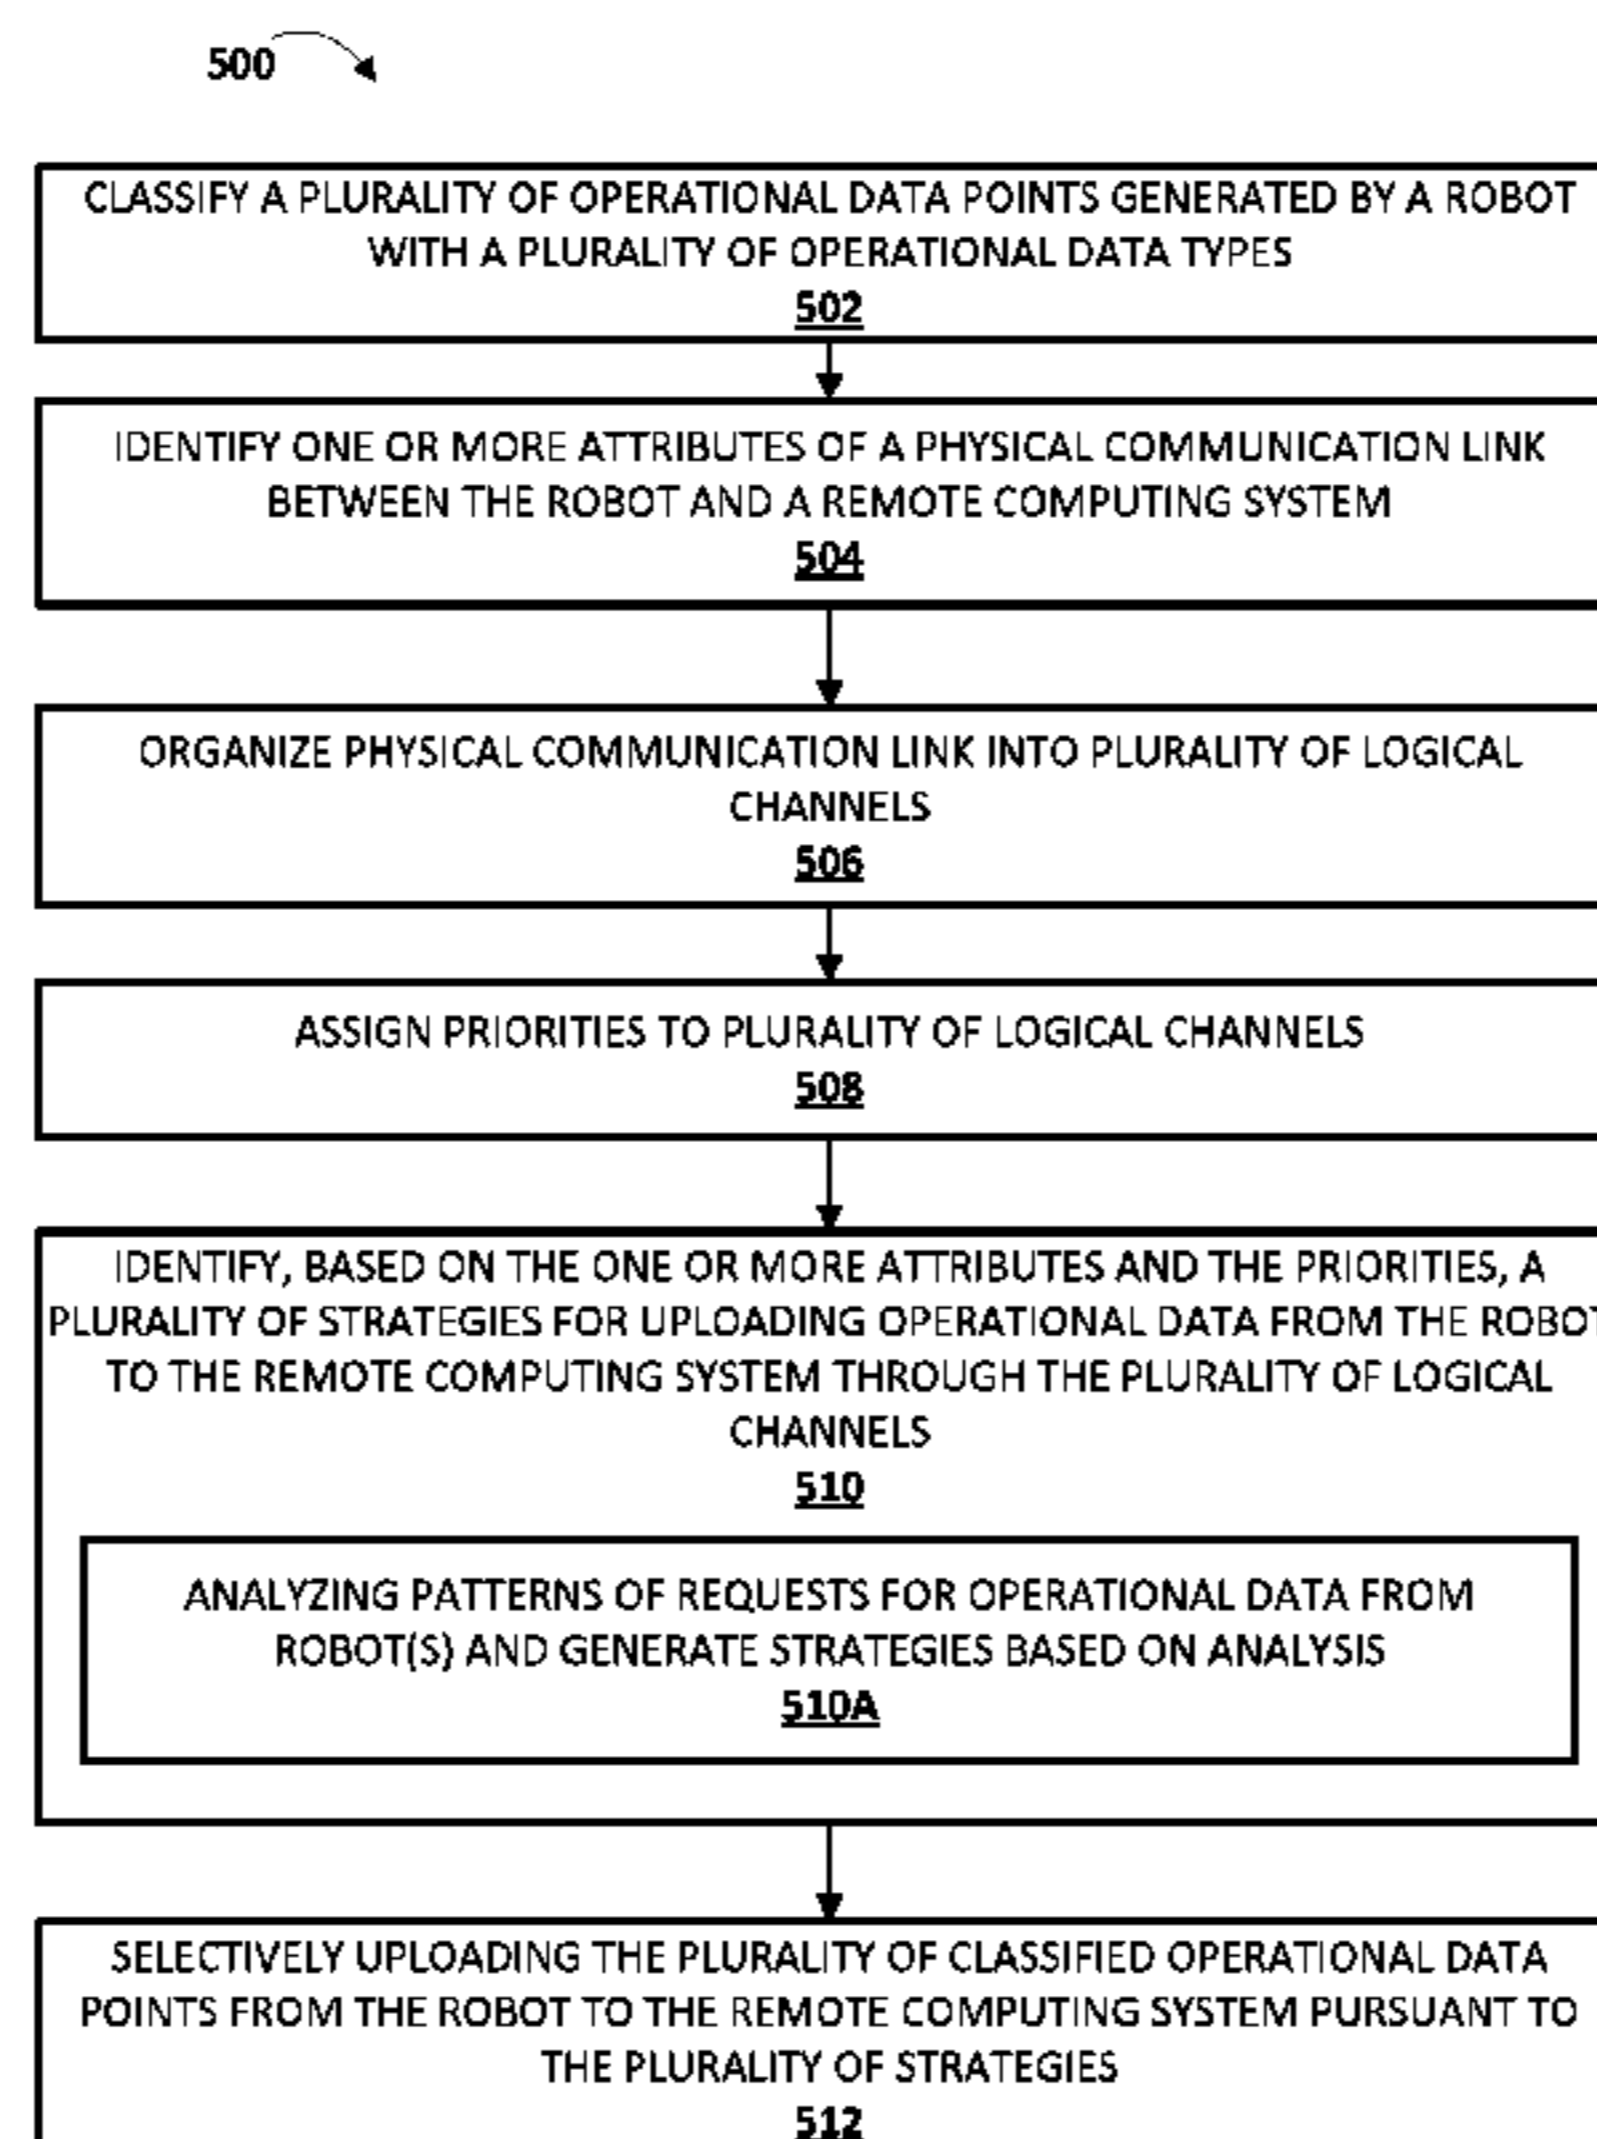 500
CLASSIFY A PLURALITY OF OPERATIONAL DATA POINTS GENERATED BY A ROBOT
WITH A PLURALITY OF OPERATIONAL DATA TYPES
502
IDENTIFY ONE OR MORE ATTRIBUTES OF A PHYSICAL COMMUNICATION LINK
BETWEEN THE ROBOT AND A REMOTE COMPUTING SYSTEM
504
ORGANIZE PHYSICAL COMMUNICATION LINK INTO PLURALITY OF LOGICAL
CHANNELS
506
ASSIGN PRIORITIES TO PLURALITY OF LOGICAL CHANNELS
508
IDENTIFY, BASED ON THE ONE OR MORE ATTRIBUTES AND THE PRIORITIES, A
PLURALITY OF STRATEGIES FOR UPLOADING OPERATIONAL DATA FROM THE ROBOT
TO THE REMOTE COMPUTING SYSTEM THROUGH THE PLURALITY OF LOGICAL
CHANNELS
510
ANALYZING PATTERNS OF REQUESTS FOR OPERATIONAL DATA FROM
ROBOT(S) AND GENERATE STRATEGIES BASED ON ANALYSIS
510A
SELECTIVELY UPLOADING THE PLURALITY OF CLASSIFIED OPERATIONAL DATA
POINTS FROM THE ROBOT TO THE REMOTE COMPUTING SYSTEM PURSUANT TO
THE PLURALITY OF STRATEGIES
512